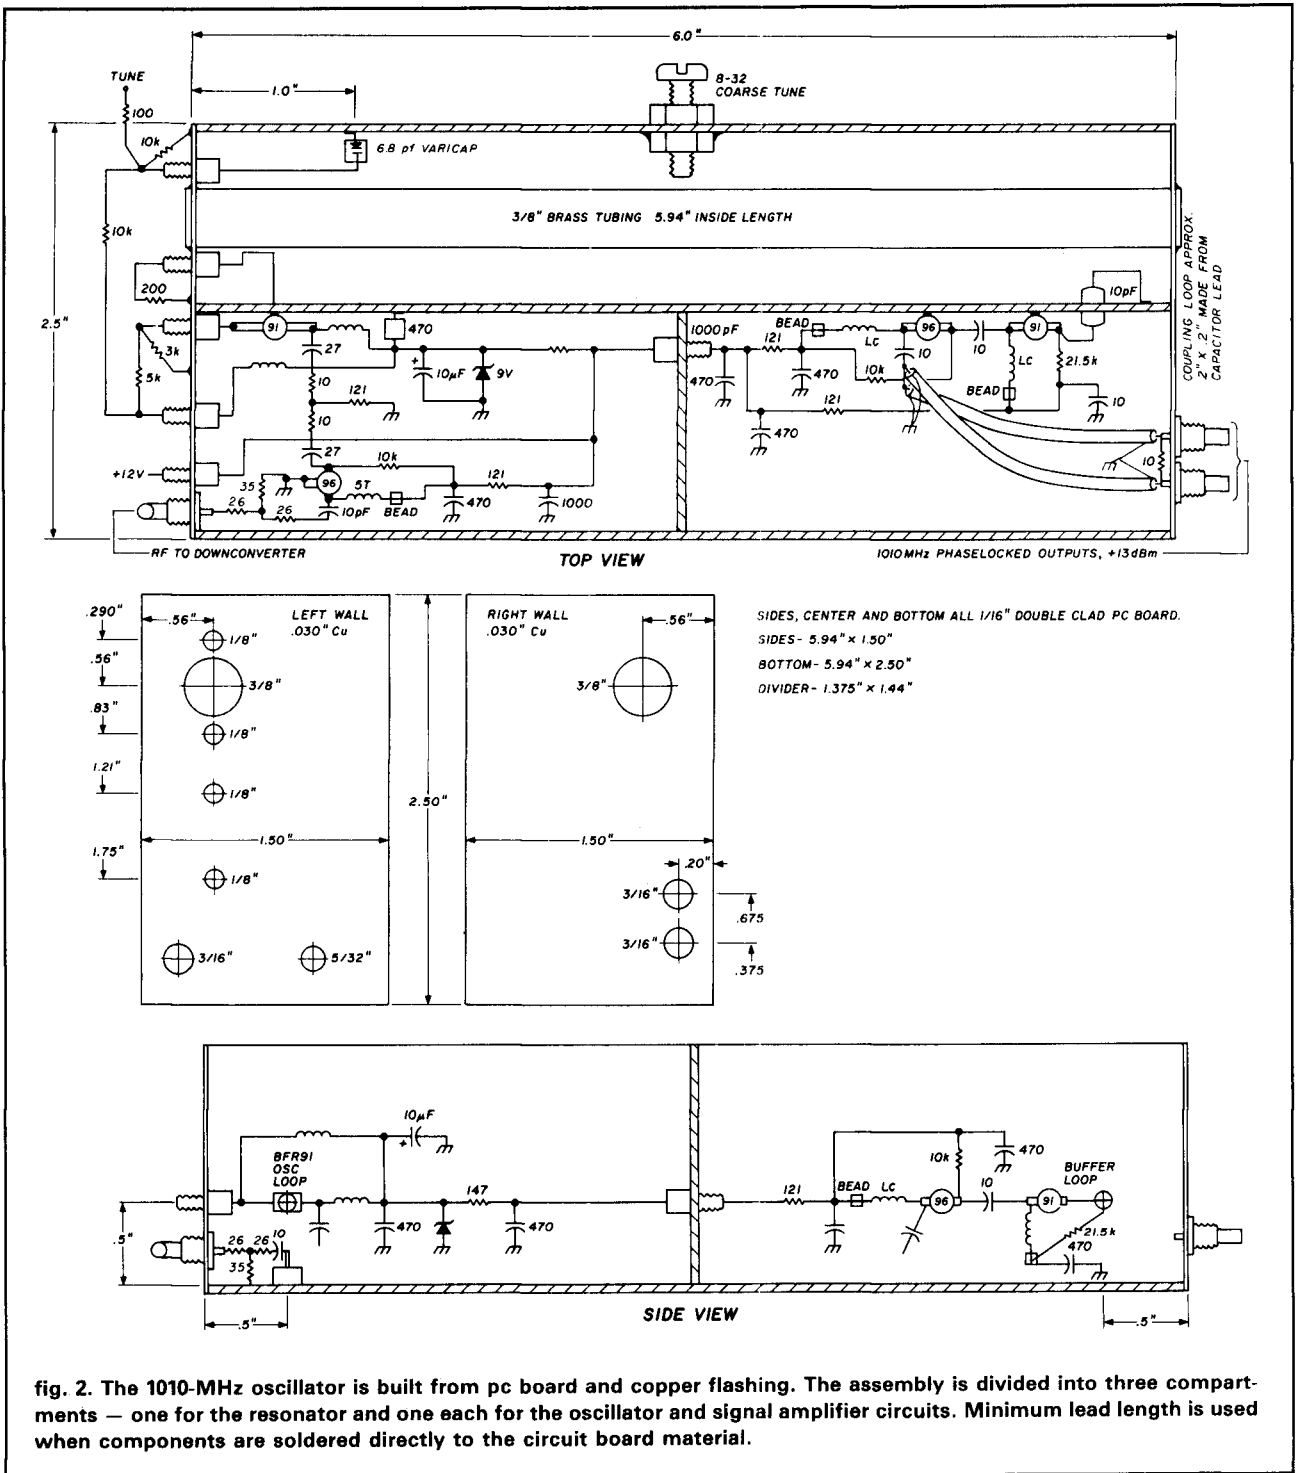 6.0"
TUNE
1.0"
8-32
COARSE TUNE
100
10k
6.8 pf VARICAP
3/8" BRASS TUBING 5.94" INSIDE LENGTH
10k
COUPLING LOOP APPROX.
2" X .2" MADE FROM
CAPACITOR LEAD
200
10pF
2.5"
91
470
1000pF
BEAD
121
LC
96
10
10
91
3k
27
10µF
9V
470
470
10k
LC
21.5k
5k
10
121
BEAD
10
10
121
470
27
10k
+12V
96
121
10
35
5T
26
26
10pF
BEAD
470
1000
RF TO DOWNCONVERTER
TOP VIEW
1010MHz PHASELOCKED OUTPUTS, +13dBm
.290"
.56"
LEFT WALL
.030" Cu
RIGHT WALL
.030" Cu
.56"
SIDES, CENTER AND BOTTOM ALL 1/16" DOUBLE CLAD PC BOARD.
SIDES- 5.94" X 1.50"
BOTTOM- 5.94" X 2.50"
DIVIDER- 1.375" X 1.44"
1/8"
.56"
3/8"
3/8"
.83"
1/8"
1.21"
1/8"
2.50"
1.50"
1.50"
1.75"
.20"
1/8"
3/16"
.675
3/16"
5/32"
3/16"
.375
10µF
BFR91
OSC
LOOP
10k
470
BUFFER
LOOP
147
121
BEAD
LC
96
10
91
.5"
470
470
26
26
10
35
21.5k
470
SIDE VIEW
.5"
.5"
fig. 2. The 1010-MHz oscillator is built from pc board and copper flashing. The assembly is divided into three compart-
ments — one for the resonator and one each for the oscillator and signal amplifier circuits. Minimum lead length is used
when components are soldered directly to the circuit board material.